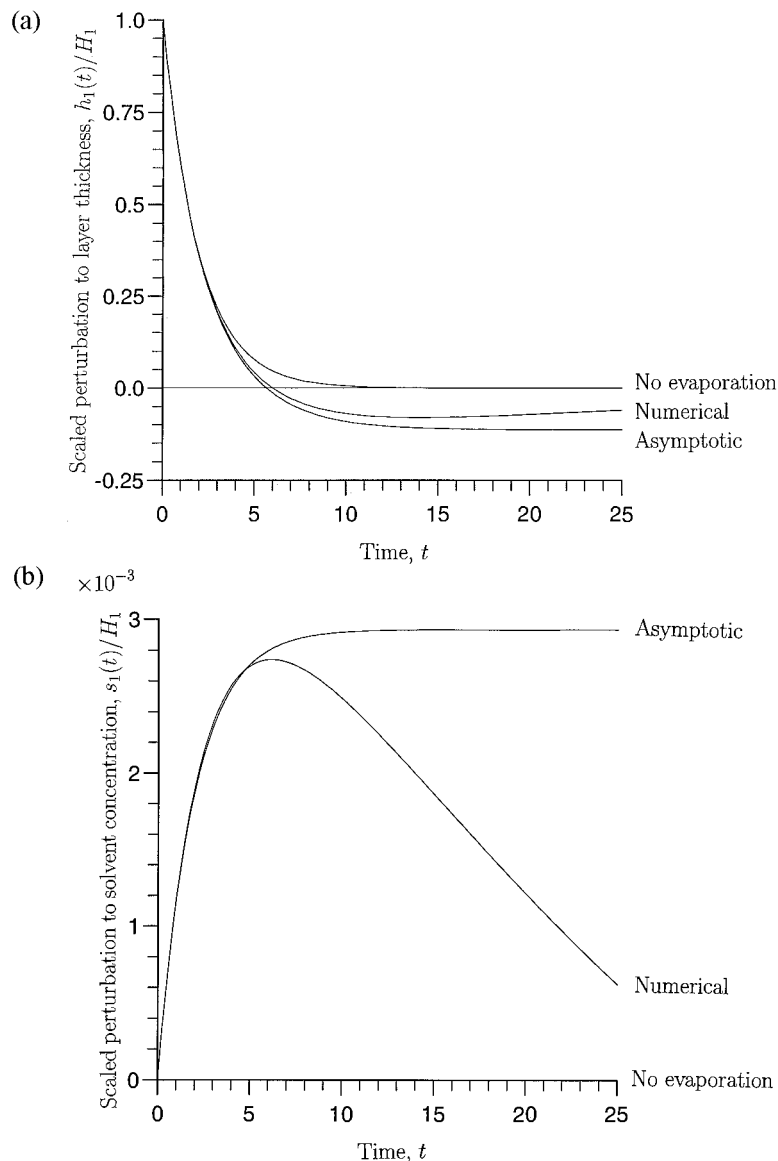 (a)
Scaled perturbation to layer thickness, h₁(t)/H₁
1.0
0.75
0.5
0.25
0.0
-0.25
0 5 10 15 20 25
Time, t
No evaporation
Numerical
Asymptotic
(b)
×10⁻³
Scaled perturbation to solvent concentration, s₁(t)/H₁
3
2
1
0
0 5 10 15 20 25
Time, t
Asymptotic
Numerical
No evaporation